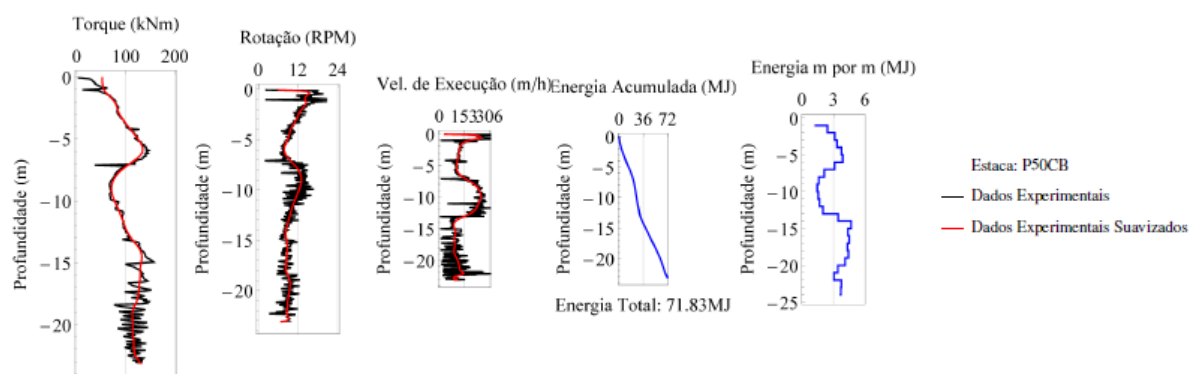 Torque (kNm)
0 100 200
Profundidade (m)
0
−5
−10
−15
−20
Rotação (RPM)
0 12 24
Profundidade (m)
0
−5
−10
−15
−20
Vel. de Execução (m/h)
0 153 306
Profundidade (m)
0
−5
−10
−15
−20
Energia Acumulada (MJ)
0 36 72
Profundidade (m)
0
−5
−10
−15
−20
Energia Total: 71.83MJ
Energia m por m (MJ)
0 3 6
Profundidade (m)
0
−5
−10
−15
−20
−25
Estaca: P50CB
Dados Experimentais
Dados Experimentais Suavizados